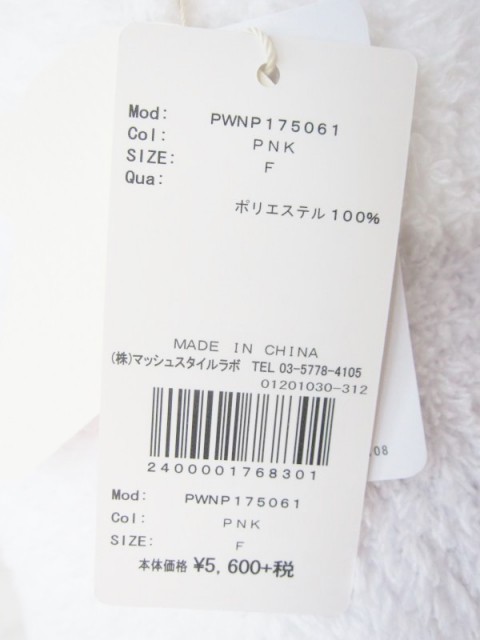 Mod: PWNP175061
Col: PNK
SIZE: F
Qua:
ポリエステル100%
MADE IN CHINA
(株)マッシュスタイルラボ TEL 03-5778-4105
01201030-312
2400001768301
Mod: PWNP175061
Col: PNK
SIZE: F
本体価格 ¥5,600+税
.08